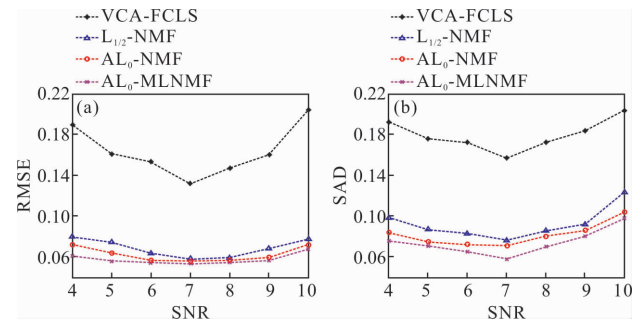 VCA-FCLS
L1/2-NMF
AL0-NMF
AL0-MLNMF
0.22
(a)
0.18
0.14
0.10
0.06
RMSE
4 5 6 7 8 9 10
SNR
VCA-FCLS
L1/2-NMF
AL0-NMF
AL0-MLNMF
0.22
(b)
0.18
0.14
0.10
0.06
SAD
4 5 6 7 8 9 10
SNR